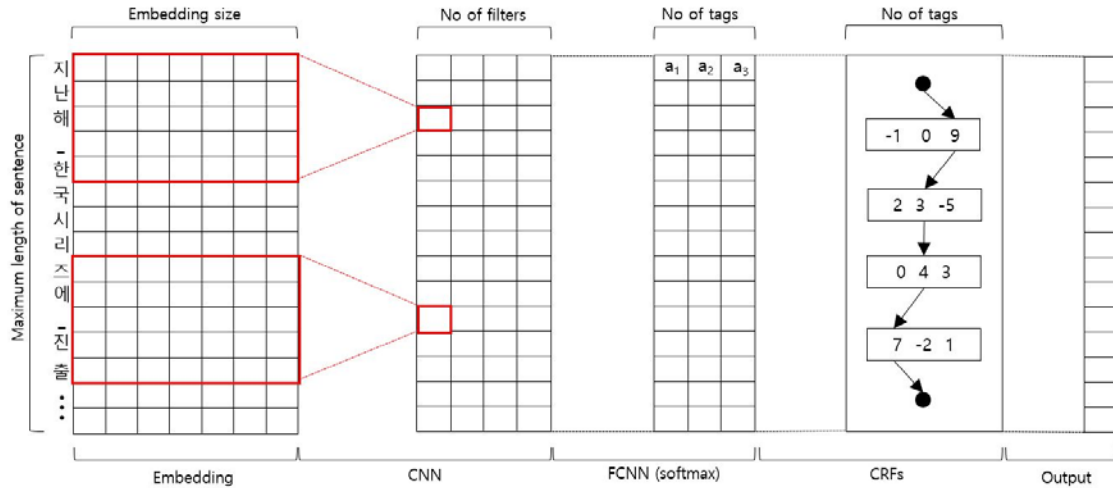 Embedding size
No of filters
No of tags
No of tags
Maximum length of sentence
지
난
해
-
한
국
시
리
즈
에
-
진
출
⋮
a1 a2 a3
-1 0 9
2 3 -5
0 4 3
7 -2 1
Embedding
CNN
FCNN (softmax)
CRFs
Output